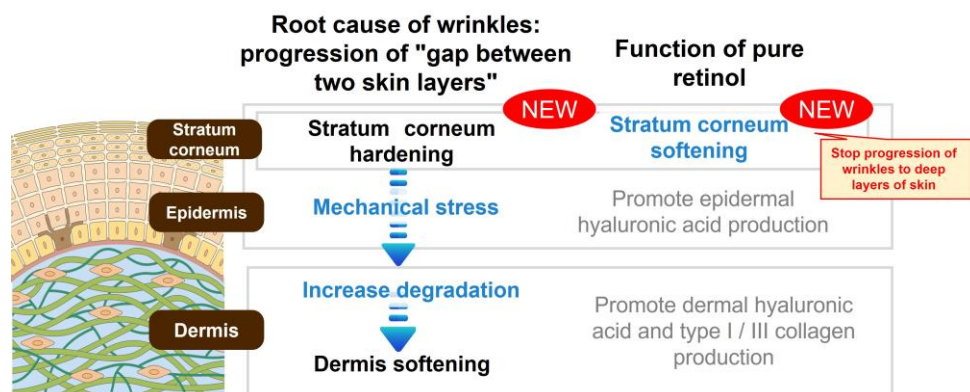 Root cause of wrinkles:
progression of "gap between
two skin layers"
Function of pure
retinol
NEW
NEW
Stratum
corneum
Stratum corneum
hardening
Stratum corneum
softening
Stop progression of
wrinkles to deep
layers of skin
Epidermis
Mechanical stress
Promote epidermal
hyaluronic acid production
Increase degradation
Dermis
Dermis softening
Promote dermal hyaluronic
acid and type I / III collagen
production